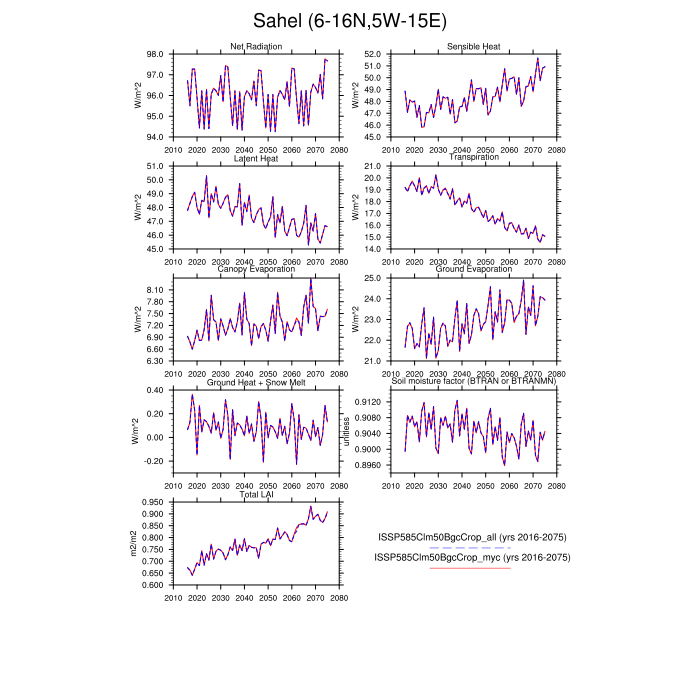 Sahel (6-16N,5W-15E)
Net Radiation
Sensible Heat
98.0
97.0
96.0
95.0
94.0
W/m^2
2010 2020 2030 2040 2050 2060 2070 2080
52.0
51.0
50.0
49.0
48.0
47.0
46.0
45.0
W/m^2
2010 2020 2030 2040 2050 2060 2070 2080
Latent Heat
Transpiration
51.0
50.0
49.0
48.0
47.0
46.0
45.0
W/m^2
2010 2020 2030 2040 2050 2060 2070 2080
21.0
20.0
19.0
18.0
17.0
16.0
15.0
14.0
W/m^2
2010 2020 2030 2040 2050 2060 2070 2080
Canopy Evaporation
Ground Evaporation
8.10
7.80
7.50
7.20
6.90
6.60
6.30
W/m^2
2010 2020 2030 2040 2050 2060 2070 2080
25.0
24.0
23.0
22.0
21.0
W/m^2
2010 2020 2030 2040 2050 2060 2070 2080
Ground Heat + Snow Melt
Soil moisture factor (BTRAN or BTRANMN)
0.40
0.20
0.00
-0.20
W/m^2
2010 2020 2030 2040 2050 2060 2070 2080
0.9120
0.9080
0.9040
0.9000
0.8960
unitless
2010 2020 2030 2040 2050 2060 2070 2080
Total LAI
0.950
0.900
0.850
0.800
0.750
0.700
0.650
0.600
m2/m2
2010 2020 2030 2040 2050 2060 2070 2080
ISSP585Clm50BgcCrop_all (yrs 2016-2075)
ISSP585Clm50BgcCrop_myc (yrs 2016-2075)